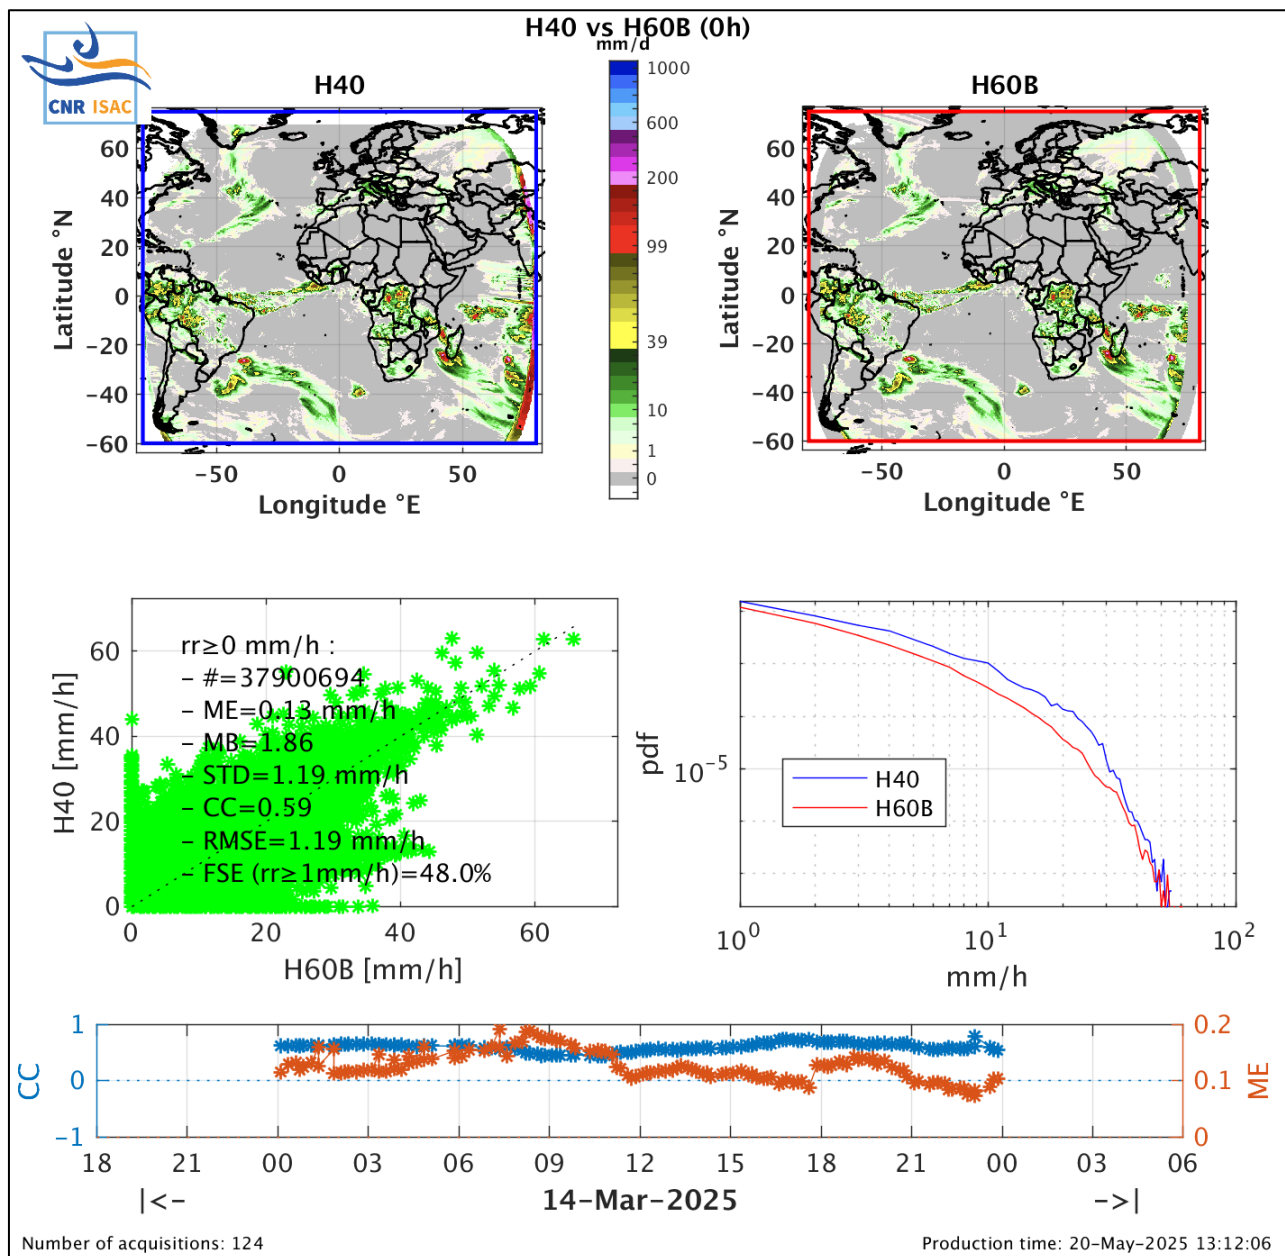 H40 vs H60B (0h)
mm/d
CNR ISAC
H40
H60B
1000
600
200
99
39
10
1
0
60
40
20
0
−20
−40
−60
Latitude °N
−50
0
50
Longitude °E
60
40
20
0
−20
−40
−60
Latitude °N
−50
0
50
Longitude °E
rr≥0 mm/h :
− #=37900694
− ME=0.13 mm/h
− MB=1.86
− STD=1.19 mm/h
− CC=0.59
− RMSE=1.19 mm/h
− FSE (rr≥1mm/h)=48.0%
60
40
20
0
H40 [mm/h]
0
20
40
60
H60B [mm/h]
pdf
10⁻⁵
H40
H60B
10⁰
10¹
10²
mm/h
CC
1
0
−1
0.2
0.1
0
ME
18 21 00 03 06 09 12 15 18 21 00 03 06
|<− 14−Mar−2025 −>|
Number of acquisitions: 124
Production time: 20−May−2025 13:12:06